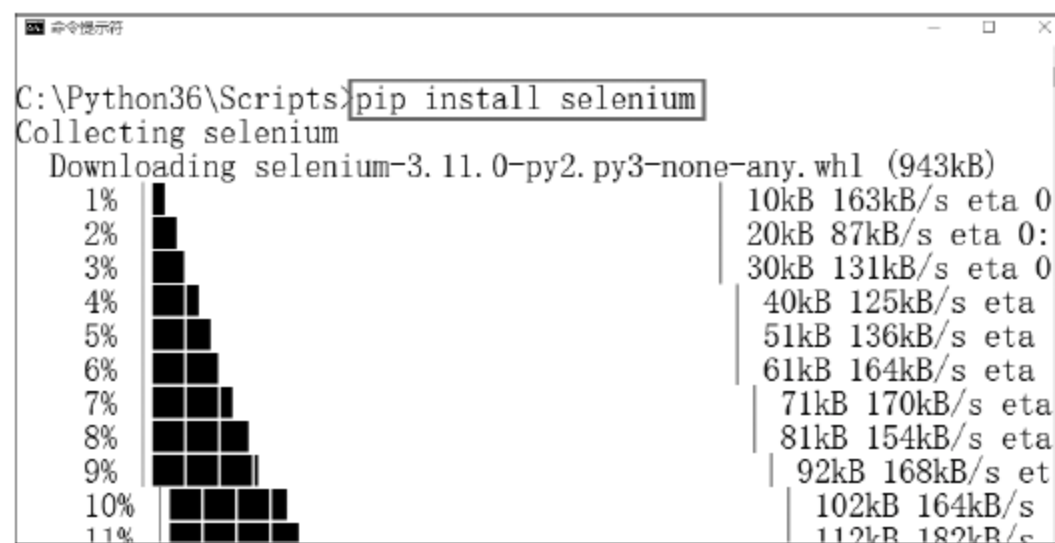 命令提示符
C:\Python36\Scripts>pip install selenium
Collecting selenium
Downloading selenium-3.11.0-py2.py3-none-any.whl (943kB)
1% | | 10kB 163kB/s eta 0
2% | | 20kB 87kB/s eta 0:
3% | | 30kB 131kB/s eta 0
4% | | 40kB 125kB/s eta
5% | | 51kB 136kB/s eta
6% | | 61kB 164kB/s eta
7% | | 71kB 170kB/s eta
8% | | 81kB 154kB/s eta
9% | | 92kB 168kB/s et
10% | | 102kB 164kB/s
11% | | 112kB 182kB/s